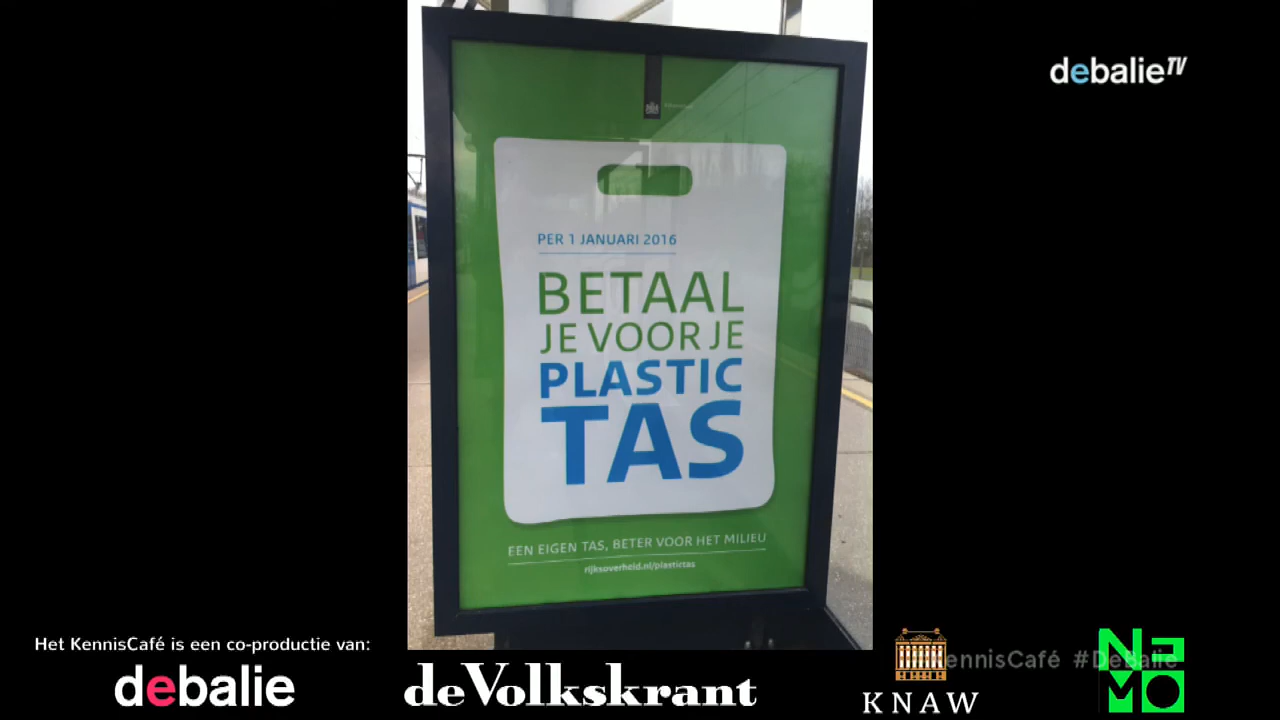 debalieTV
PER 1 JANUARI 2016
BETAAL
JE VOOR JE
PLASTIC
TAS
EEN EIGEN TAS, BETER VOOR HET MILIEU
rijksoverheid.nl/plastictas
Het KennisCafé is een co-productie van:
debalie
deVolkskrant
KNAW
KennisCafé #DeBalie
NEMO